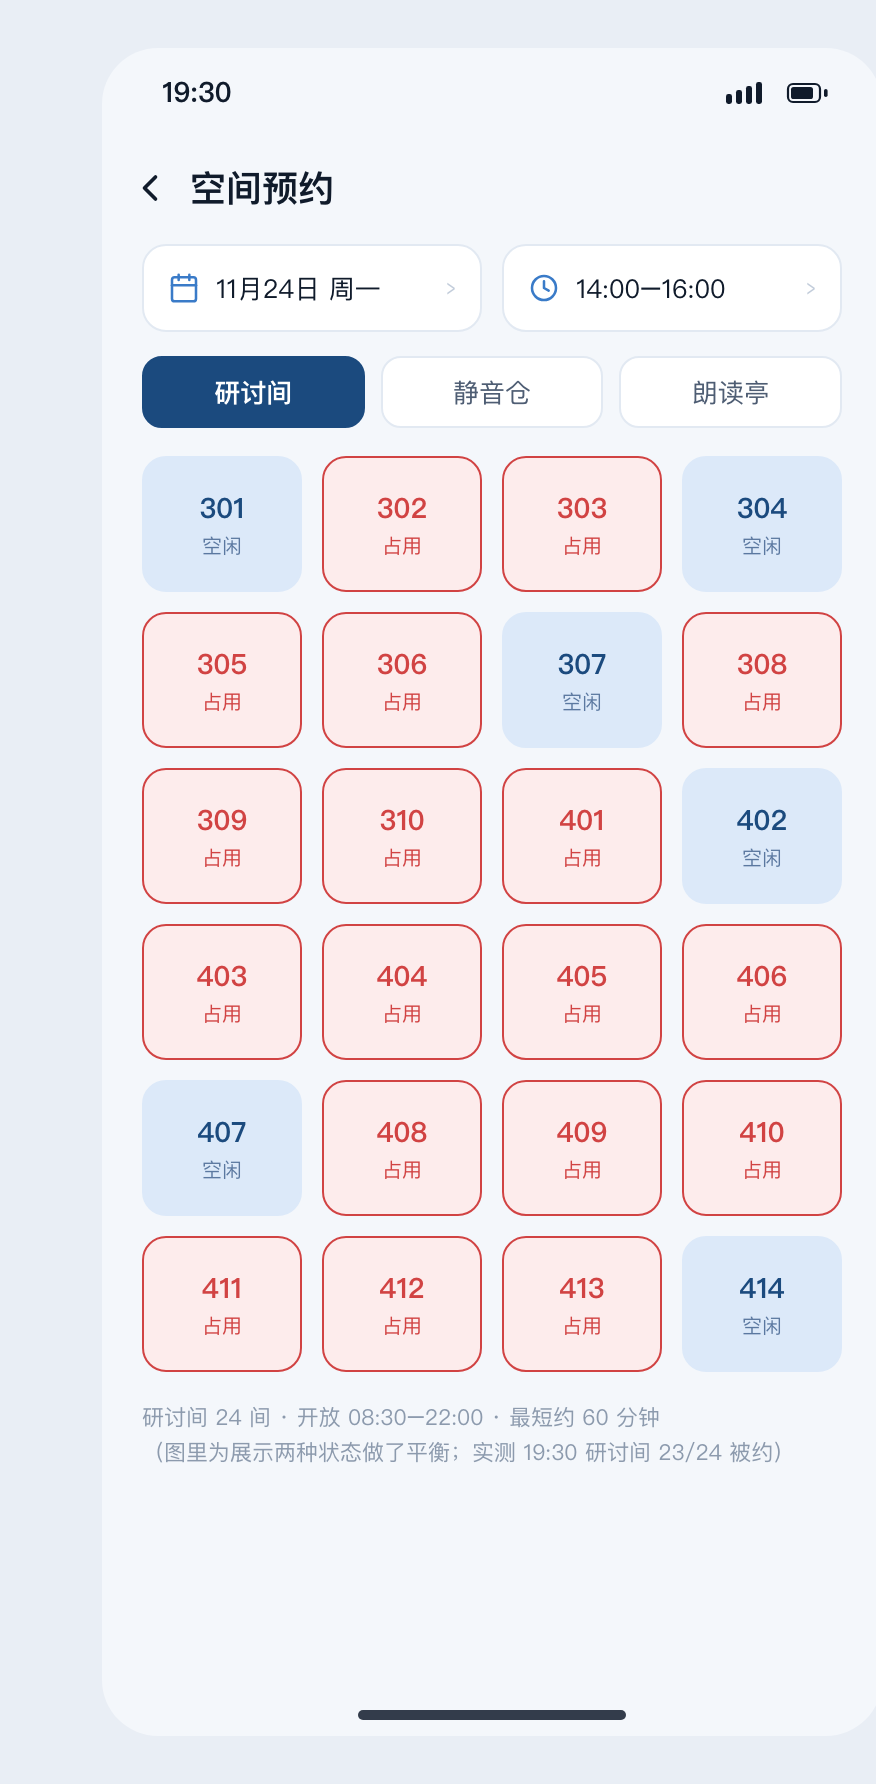 19:30
空间预约
11月24日 周一 >
14:00–16:00 >
研讨间 静音仓 朗读亭
301 302 303 304
空闲 占用 占用 空闲
305 306 307 308
占用 占用 空闲 占用
309 310 401 402
占用 占用 占用 空闲
403 404 405 406
占用 占用 占用 占用
407 408 409 410
空闲 占用 占用 占用
411 412 413 414
占用 占用 占用 空闲
研讨间 24 间 · 开放 08:30–22:00 · 最短约 60 分钟
（图里为展示两种状态做了平衡；实测 19:30 研讨间 23/24 被约）